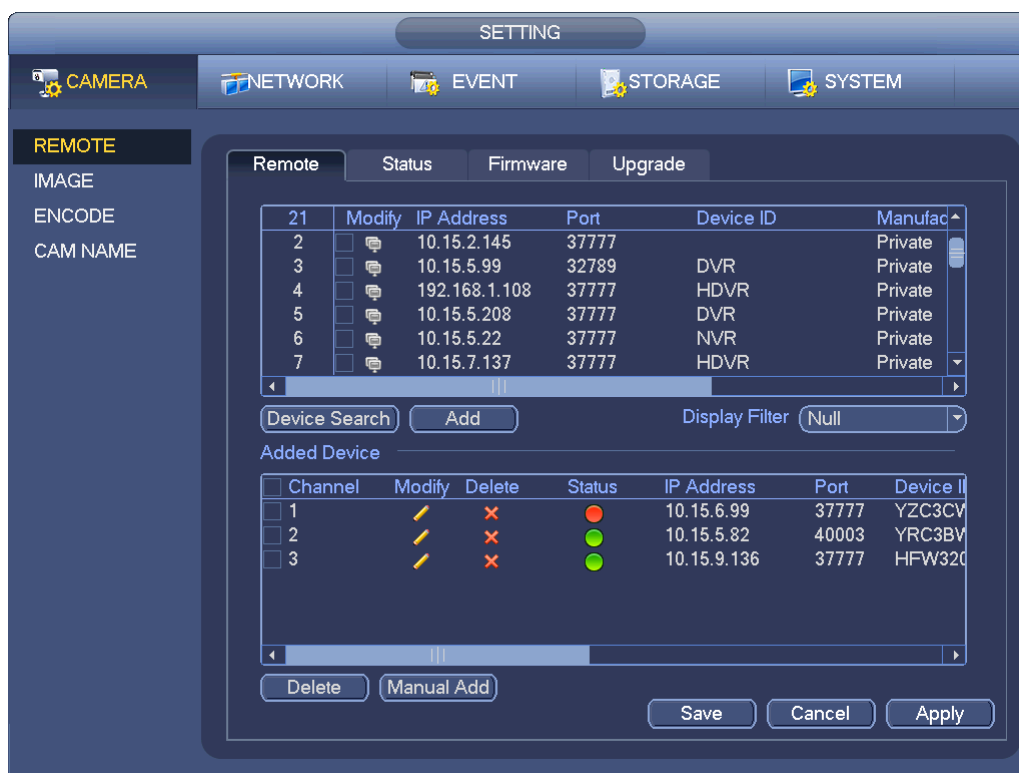 SETTING
CAMERA NETWORK EVENT STORAGE SYSTEM
REMOTE
IMAGE
ENCODE
CAM NAME
Remote Status Firmware Upgrade
21 Modify IP Address Port Device ID Manufac
2 10.15.2.145 37777 Private
3 10.15.5.99 32789 DVR Private
4 192.168.1.108 37777 HDVR Private
5 10.15.5.208 37777 DVR Private
6 10.15.5.22 37777 NVR Private
7 10.15.7.137 37777 HDVR Private
Device Search Add Display Filter Null
Added Device
Channel Modify Delete Status IP Address Port Device I
1 10.15.6.99 37777 YZC3CW
2 10.15.5.82 40003 YRC3BW
3 10.15.9.136 37777 HFW320
Delete Manual Add
Save Cancel Apply